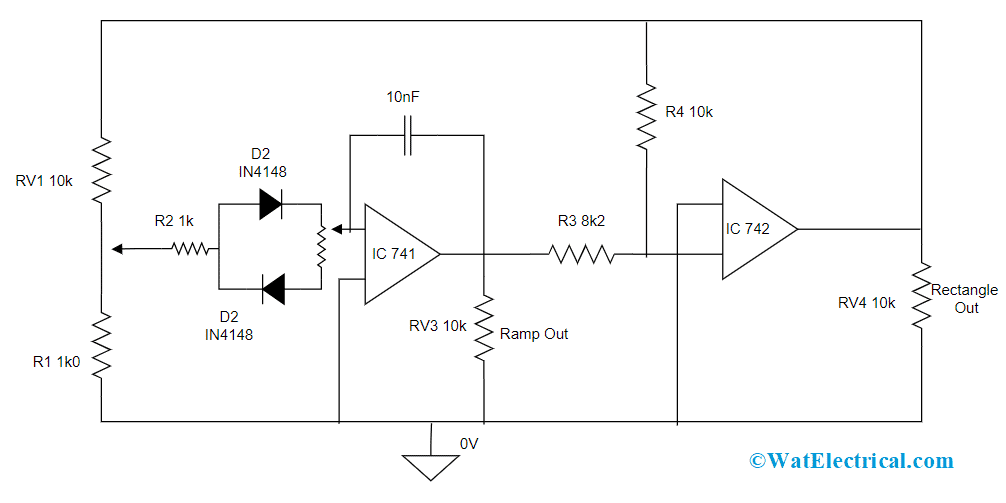 10nF
R4 10k
D2
IN4148
RV1 10k
R2 1k
R3 8k2
IC 742
IC 741
Rectangle
Out
RV4 10k
D2
IN4148
RV3 10k
Ramp Out
R1 1k0
0V
©WatElectrical.com